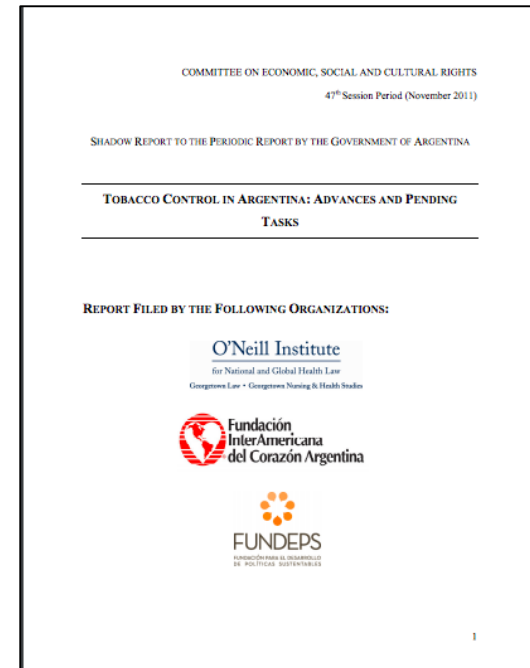 COMMITTEE ON ECONOMIC, SOCIAL AND CULTURAL RIGHTS
47th Session Period (November 2011)
SHADOW REPORT TO THE PERIODIC REPORT BY THE GOVERNMENT OF ARGENTINA
TOBACCO CONTROL IN ARGENTINA: ADVANCES AND PENDING
TASKS
REPORT FILED BY THE FOLLOWING ORGANIZATIONS:
O'Neill Institute
for National and Global Health Law
Georgetown Law • Georgetown Nursing & Health Studies
Fundación
InterAmericana
del Corazón Argentina
FUNDEPS
FUNDACIÓN PARA EL DESARROLLO
DE POLÍTICAS SUSTENTABLES
1